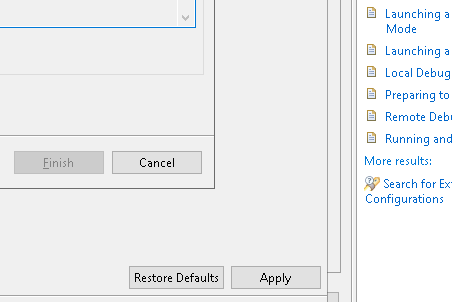 Launching a
Mode
Launching a
Local Debug
Preparing to
Remote Deb
Running and
More results:
Search for Ex
Configurations
Finish
Cancel
Restore Defaults
Apply